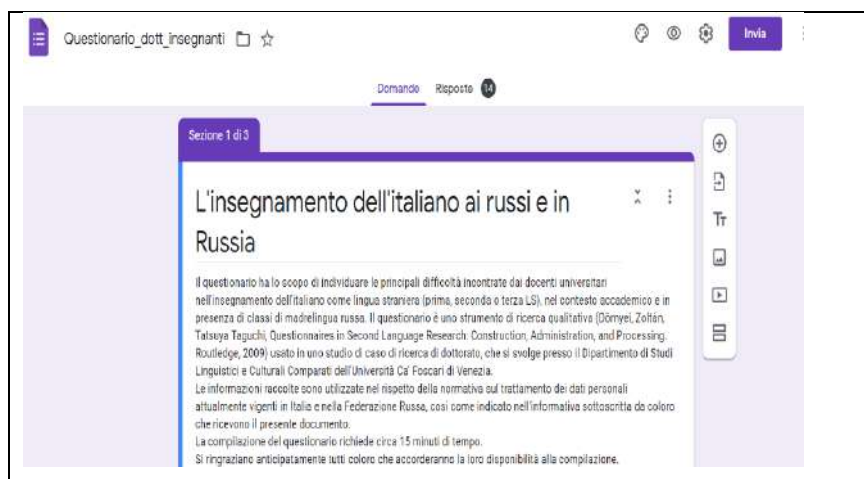 Questionario_dott_insegnanti
Invia
Domande Risposte 14
Sezione 1 di 3
L'insegnamento dell'italiano ai russi e in
Russia
Il questionario ha lo scopo di individuare le principali difficoltà incontrate dai docenti universitari
nell'insegnamento dell'italiano come lingua straniera (prima, seconda o terza LS), nel contesto accademico e in
presenza di classi di madrelingua russa. Il questionario è uno strumento di ricerca qualitativa (Dörnyei, Zoltán,
Tatsuya Taguchi, Questionnaires in Second Language Research: Construction, Administration, and Processing.
Routledge, 2009) usato in uno studio di caso di ricerca di dottorato, che si svolge presso il Dipartimento di Studi
Linguistici e Culturali Comparati dell'Università Ca' Foscari di Venezia.
Le informazioni raccolte sono utilizzate nel rispetto della normativa sul trattamento dei dati personali
attualmente vigenti in Italia e nella Federazione Russa, così come indicato nell'informativa sottoscritta da coloro
che ricevono il presente documento.
La compilazione del questionario richiede circa 15 minuti di tempo.
Si ringraziano anticipatamente tutti coloro che accorderanno la loro disponibilità alla compilazione.